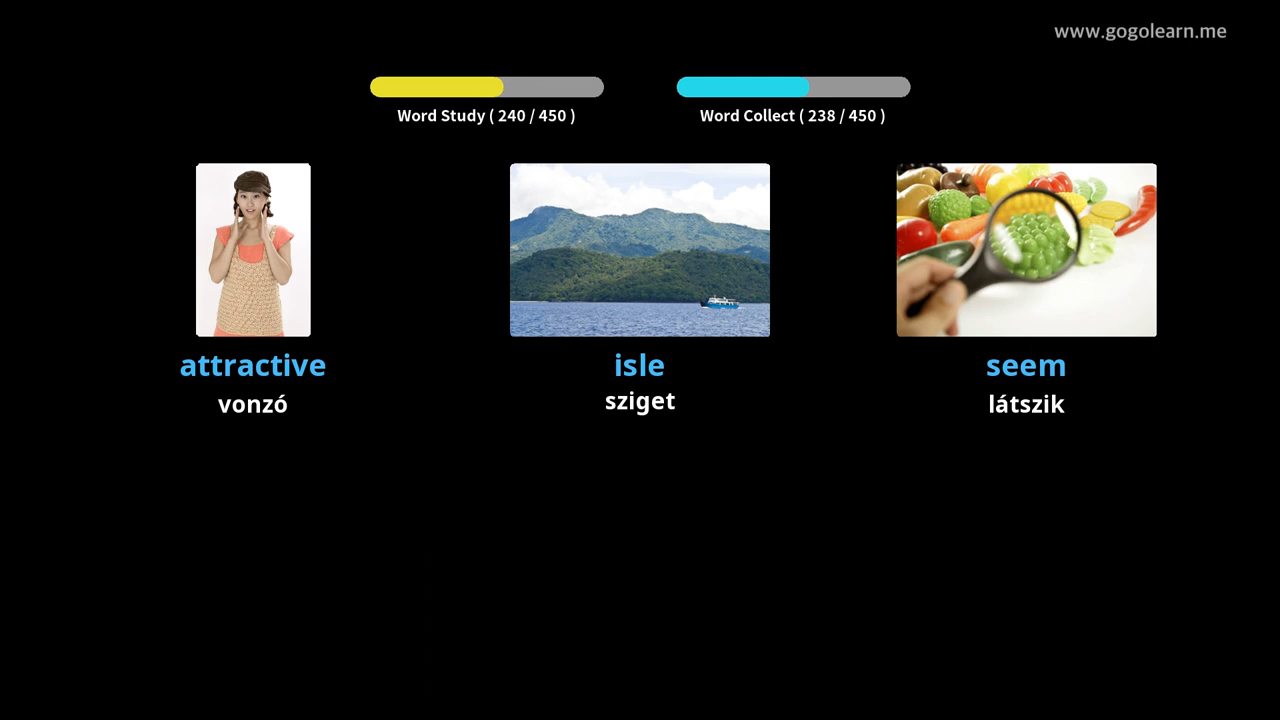 www.gogolearn.me
Word Study ( 240 / 450 )
Word Collect ( 238 / 450 )
attractive
vonzó
isle
sziget
seem
látszik